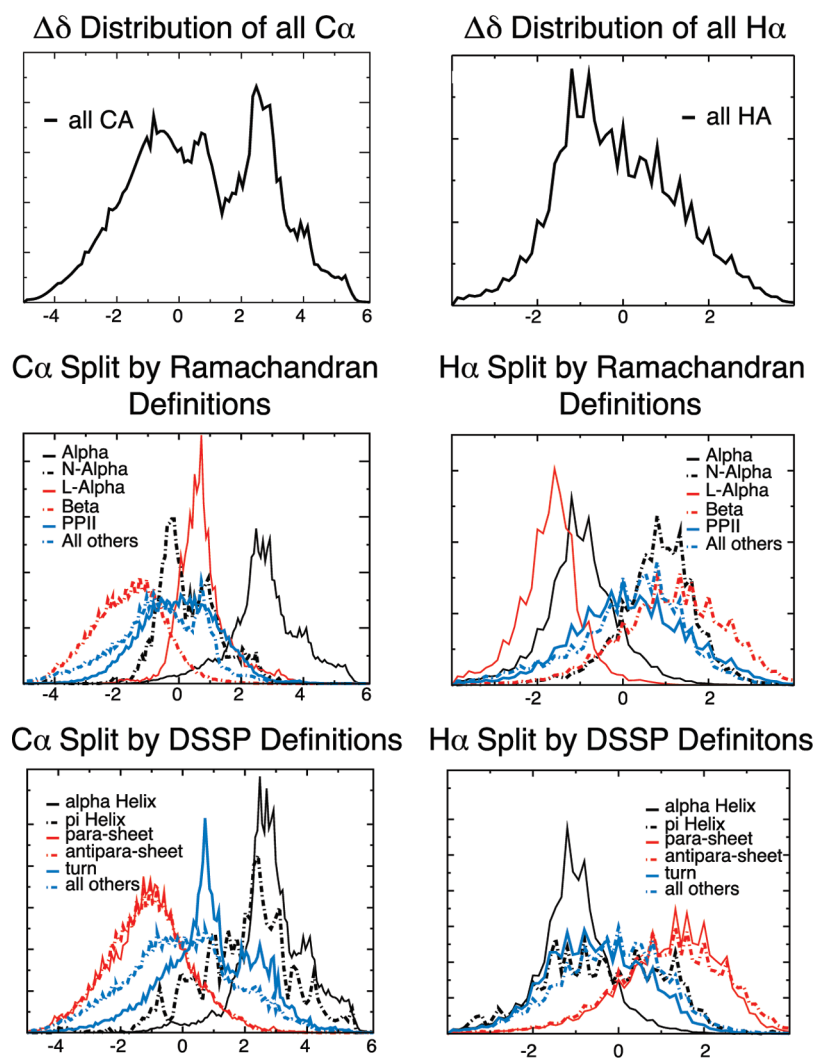 Δδ Distribution of all Cα
all CA
-4 -2 0 2 4 6
Δδ Distribution of all Hα
all HA
-2 0 2
Cα Split by Ramachandran
Definitions
Alpha
N-Alpha
L-Alpha
Beta
PPII
All others
-4 -2 0 2 4 6
Hα Split by Ramachandran
Definitions
Alpha
N-Alpha
L-Alpha
Beta
PPII
All others
-2 0 2
Cα Split by DSSP Definitions
alpha Helix
pi Helix
para-sheet
antipara-sheet
turn
all others
-4 -2 0 2 4 6
Hα Split by DSSP Definitons
alpha Helix
pi Helix
para-sheet
antipara-sheet
turn
all others
-2 0 2